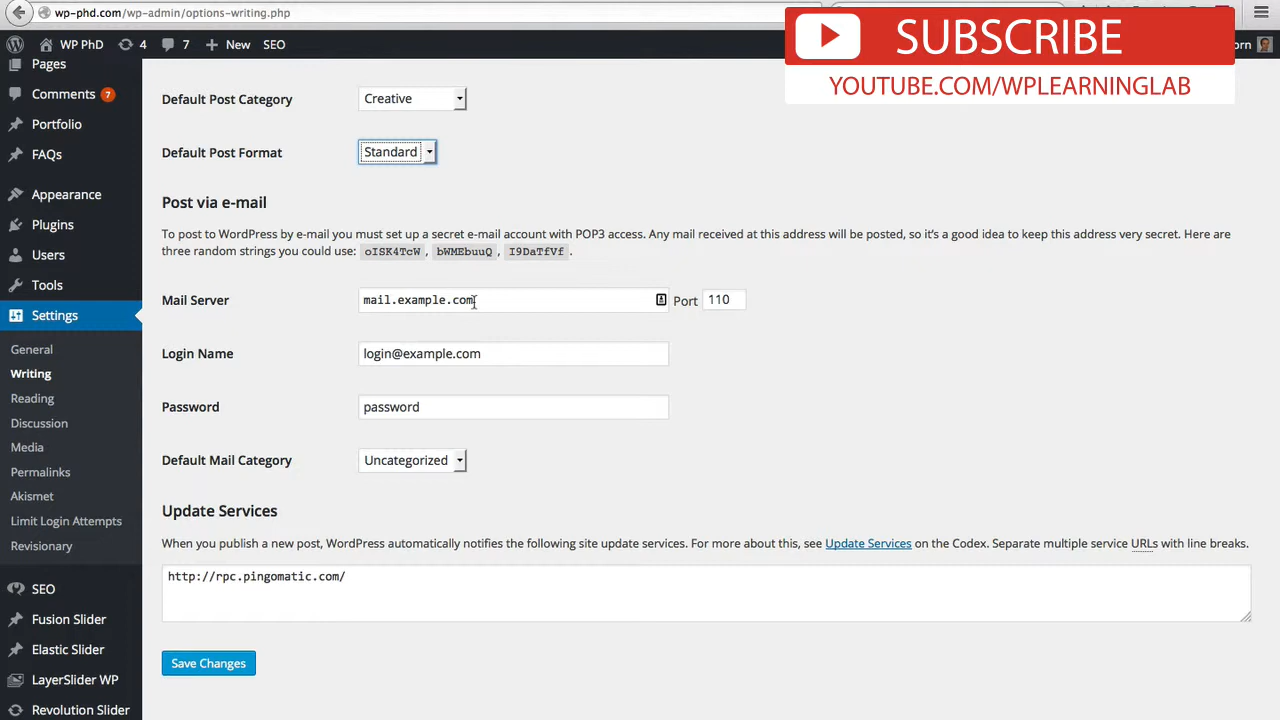 wp-phd.com/wp-admin/options-writing.php
SUBSCRIBE
YOUTUBE.COM/WPLEARNINGLAB
WP PhD 4 7 New SEO
orn
Pages
Comments 7
Portfolio
FAQs
Appearance
Plugins
Users
Tools
Settings
General
Writing
Reading
Discussion
Media
Permalinks
Akismet
Limit Login Attempts
Revisionary
SEO
Fusion Slider
Elastic Slider
LayerSlider WP
Revolution Slider
Default Post Category Creative
Default Post Format Standard
Post via e-mail
To post to WordPress by e-mail you must set up a secret e-mail account with POP3 access. Any mail received at this address will be posted, so it's a good idea to keep this address very secret. Here are
three random strings you could use: oISK4TcW , bWMEbuuQ , I9DaTfVf .
Mail Server mail.example.com Port 110
Login Name login@example.com
Password password
Default Mail Category Uncategorized
Update Services
When you publish a new post, WordPress automatically notifies the following site update services. For more about this, see Update Services on the Codex. Separate multiple service URLs with line breaks.
http://rpc.pingomatic.com/
Save Changes